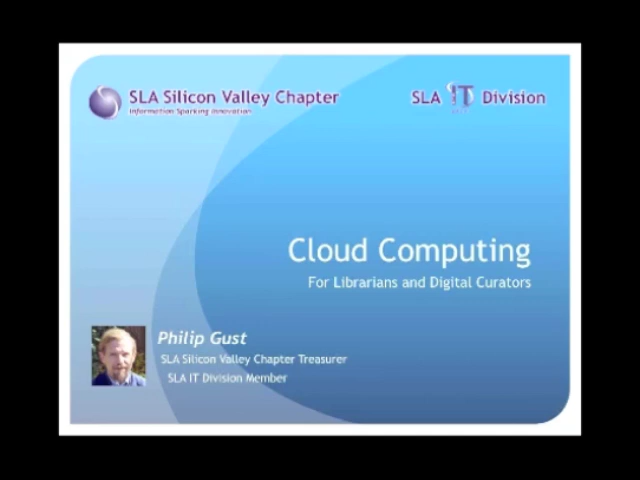 SLA Silicon Valley Chapter
Information Sparking Innovation
SLA IT Division
Cloud Computing
For Librarians and Digital Curators
Philip Gust
SLA Silicon Valley Chapter Treasurer
SLA IT Division Member